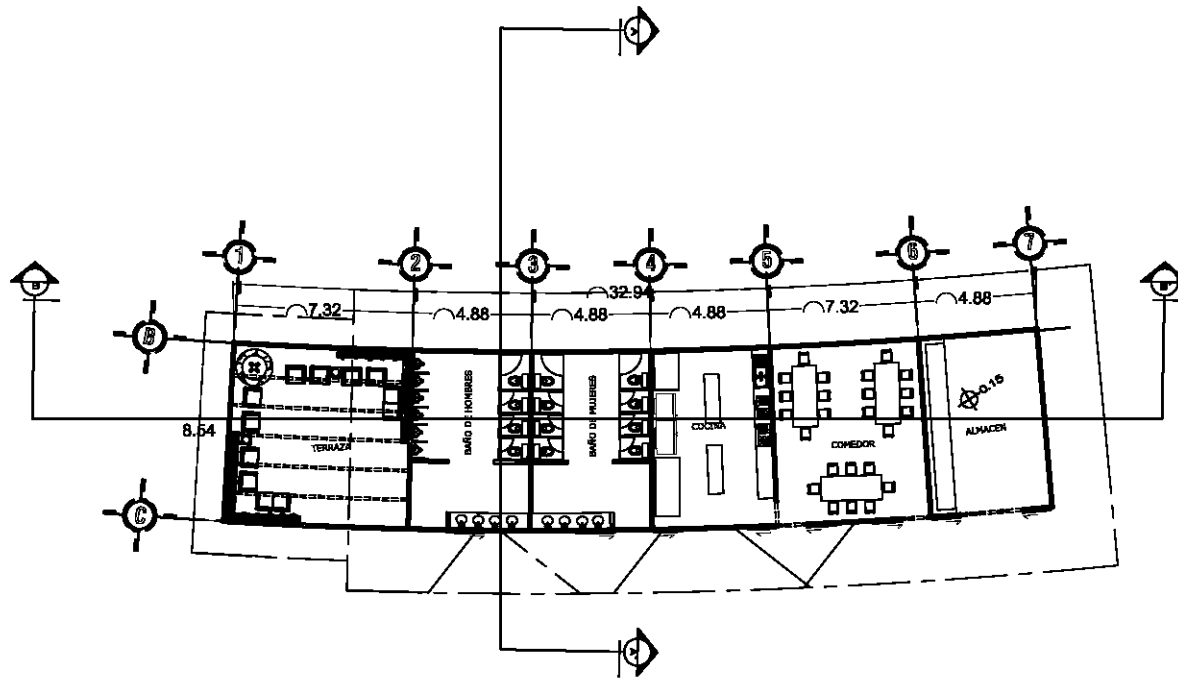 1
2
3
4
5
6
7
32.94
7.32
4.88
4.88
4.88
7.32
4.88
B
C
8.54
TERRAZA
BAÑO DE HOMBRES
BAÑO DE MUJERES
COCINA
COMEDOR
ALMACEN
0.15